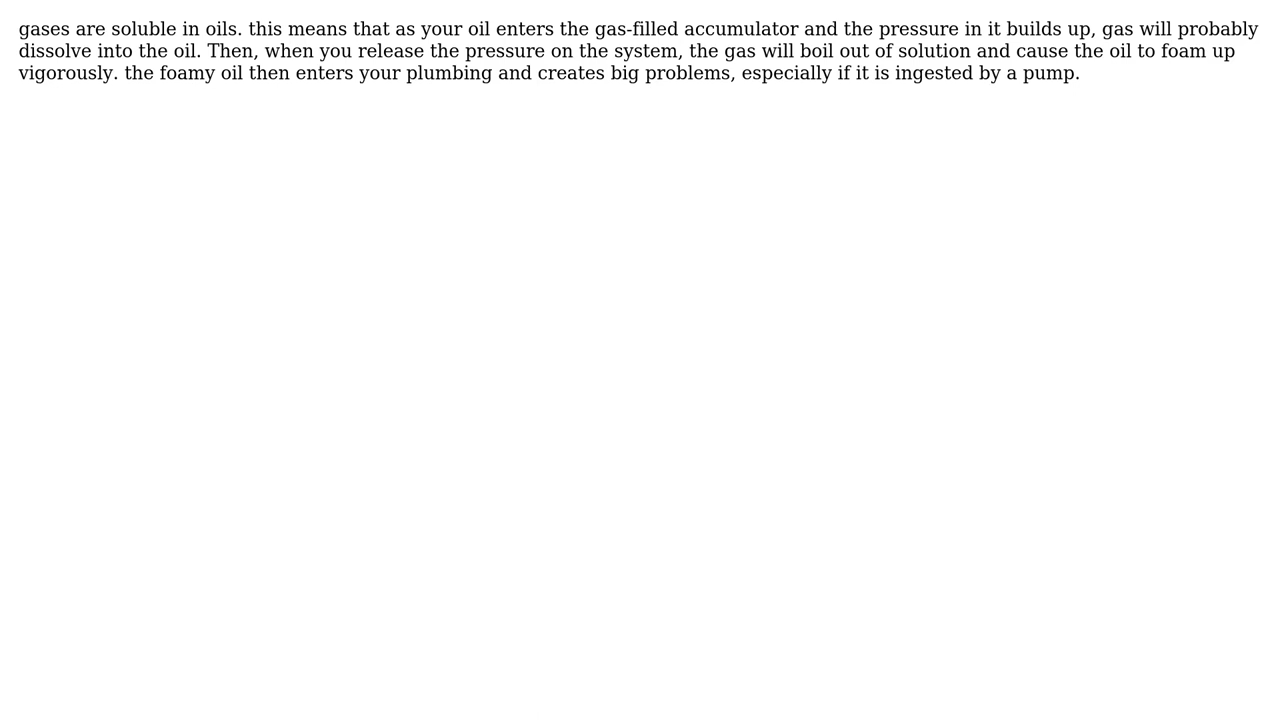 gases are soluble in oils. this means that as your oil enters the gas-filled accumulator and the pressure in it builds up, gas will probably
dissolve into the oil. Then, when you release the pressure on the system, the gas will boil out of solution and cause the oil to foam up
vigorously. the foamy oil then enters your plumbing and creates big problems, especially if it is ingested by a pump.